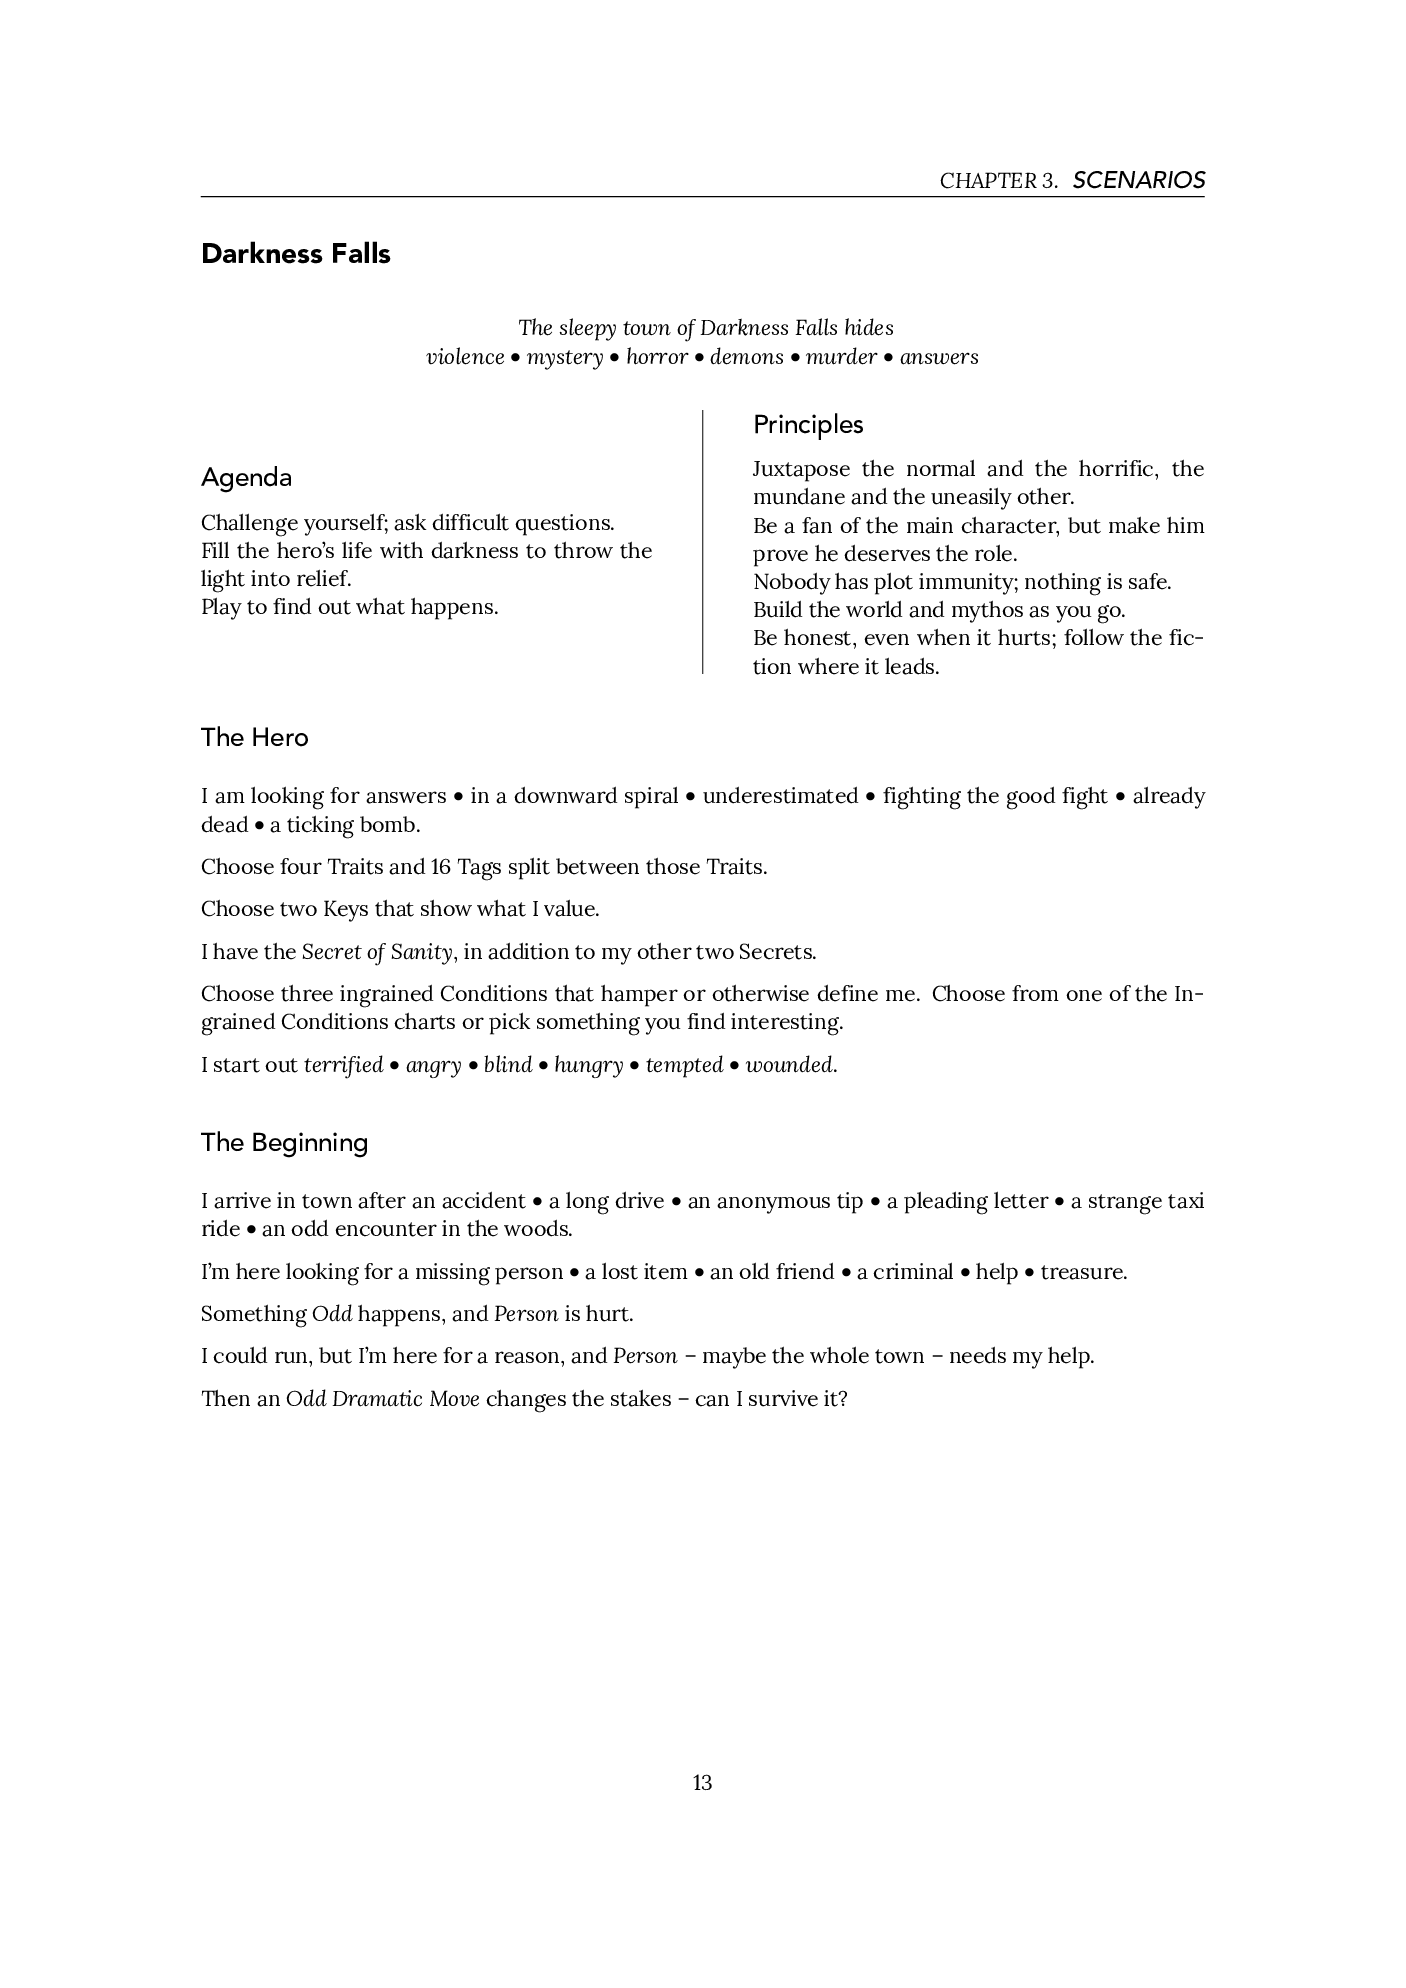 CHAPTER 3. SCENARIOS
Darkness Falls
The sleepy town of Darkness Falls hides
violence • mystery • horror • demons • murder • answers
Agenda
Challenge yourself; ask difficult questions.
Fill the hero’s life with darkness to throw the
light into relief.
Play to find out what happens.
Principles
Juxtapose the normal and the horrific, the
mundane and the uneasily other.
Be a fan of the main character, but make him
prove he deserves the role.
Nobody has plot immunity; nothing is safe.
Build the world and mythos as you go.
Be honest, even when it hurts; follow the fic-
tion where it leads.
The Hero
I am looking for answers • in a downward spiral • underestimated • fighting the good fight • already
dead • a ticking bomb.
Choose four Traits and 16 Tags split between those Traits.
Choose two Keys that show what I value.
I have the Secret of Sanity, in addition to my other two Secrets.
Choose three ingrained Conditions that hamper or otherwise define me. Choose from one of the In-
grained Conditions charts or pick something you find interesting.
I start out terrified • angry • blind • hungry • tempted • wounded.
The Beginning
I arrive in town after an accident • a long drive • an anonymous tip • a pleading letter • a strange taxi
ride • an odd encounter in the woods.
I’m here looking for a missing person • a lost item • an old friend • a criminal • help • treasure.
Something Odd happens, and Person is hurt.
I could run, but I’m here for a reason, and Person – maybe the whole town – needs my help.
Then an Odd Dramatic Move changes the stakes – can I survive it?
13